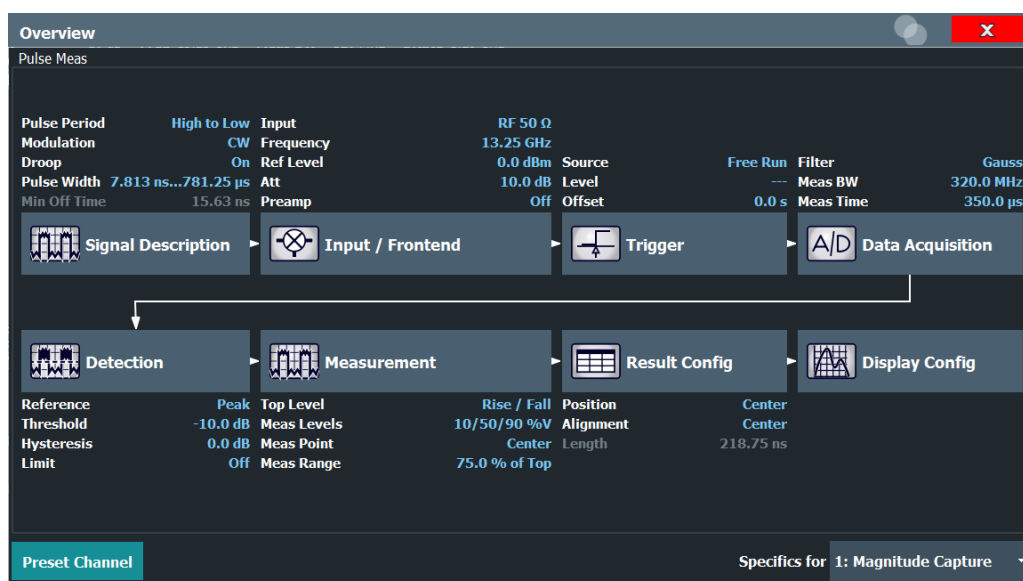 Overview
X
Pulse Meas
Pulse Period High to Low Input RF 50 Ω
Modulation CW Frequency 13.25 GHz
Droop On Ref Level 0.0 dBm Source Free Run Filter Gauss
Pulse Width 7.813 ns...781.25 µs Att 10.0 dB Level --- Meas BW 320.0 MHz
Min Off Time 15.63 ns Preamp Off Offset 0.0 s Meas Time 350.0 µs
Signal Description Input / Frontend Trigger A/D Data Acquisition
Detection Measurement Result Config Display Config
Reference Peak Top Level Rise / Fall Position Center
Threshold -10.0 dB Meas Levels 10/50/90 %V Alignment Center
Hysteresis 0.0 dB Meas Point Center Length 218.75 ns
Limit Off Meas Range 75.0 % of Top
Preset Channel Specifics for 1: Magnitude Capture